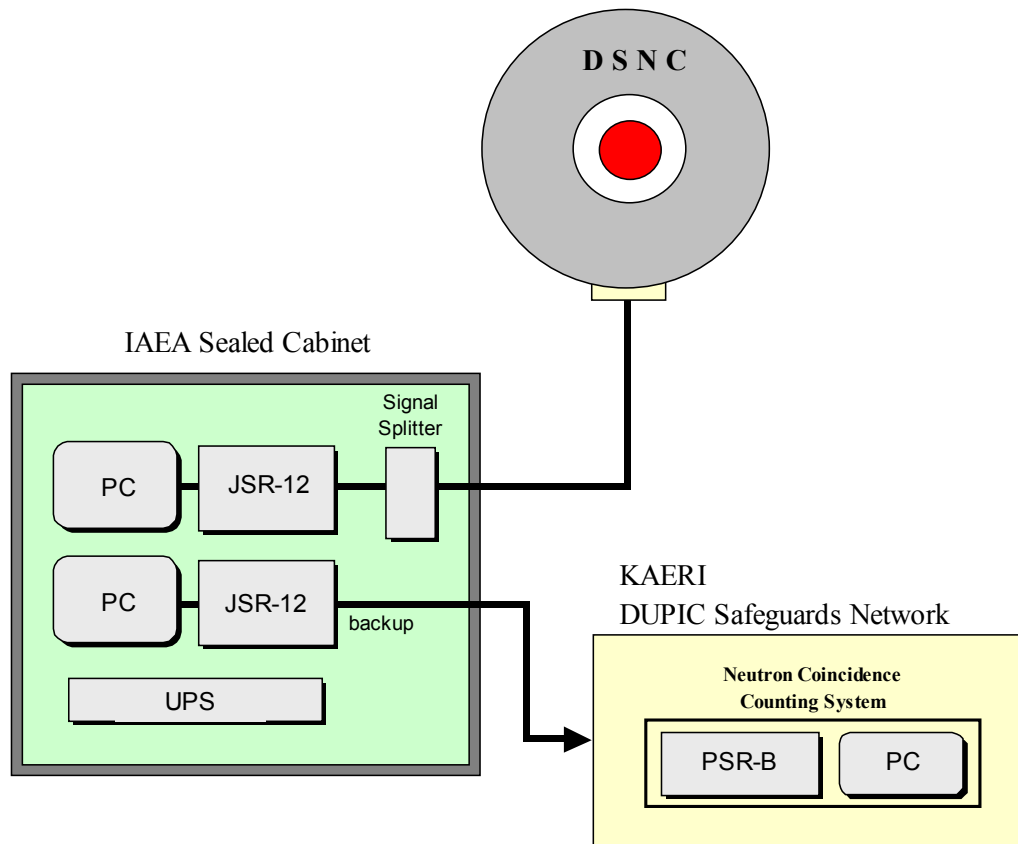 D S N C
IAEA Sealed Cabinet
Signal
Splitter
PC
JSR-12
PC
JSR-12
backup
UPS
KAERI
DUPIC Safeguards Network
Neutron Coincidence
Counting System
PSR-B
PC